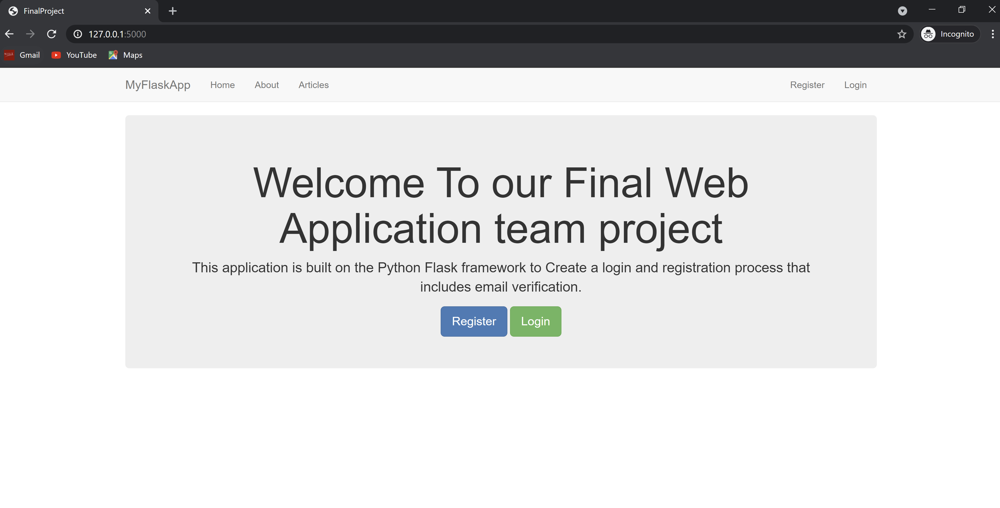 FinalProject
127.0.0.1:5000
Incognito
Gmail YouTube Maps
MyFlaskApp Home About Articles Register Login
Welcome To our Final Web
Application team project
This application is built on the Python Flask framework to Create a login and registration process that
includes email verification.
Register Login